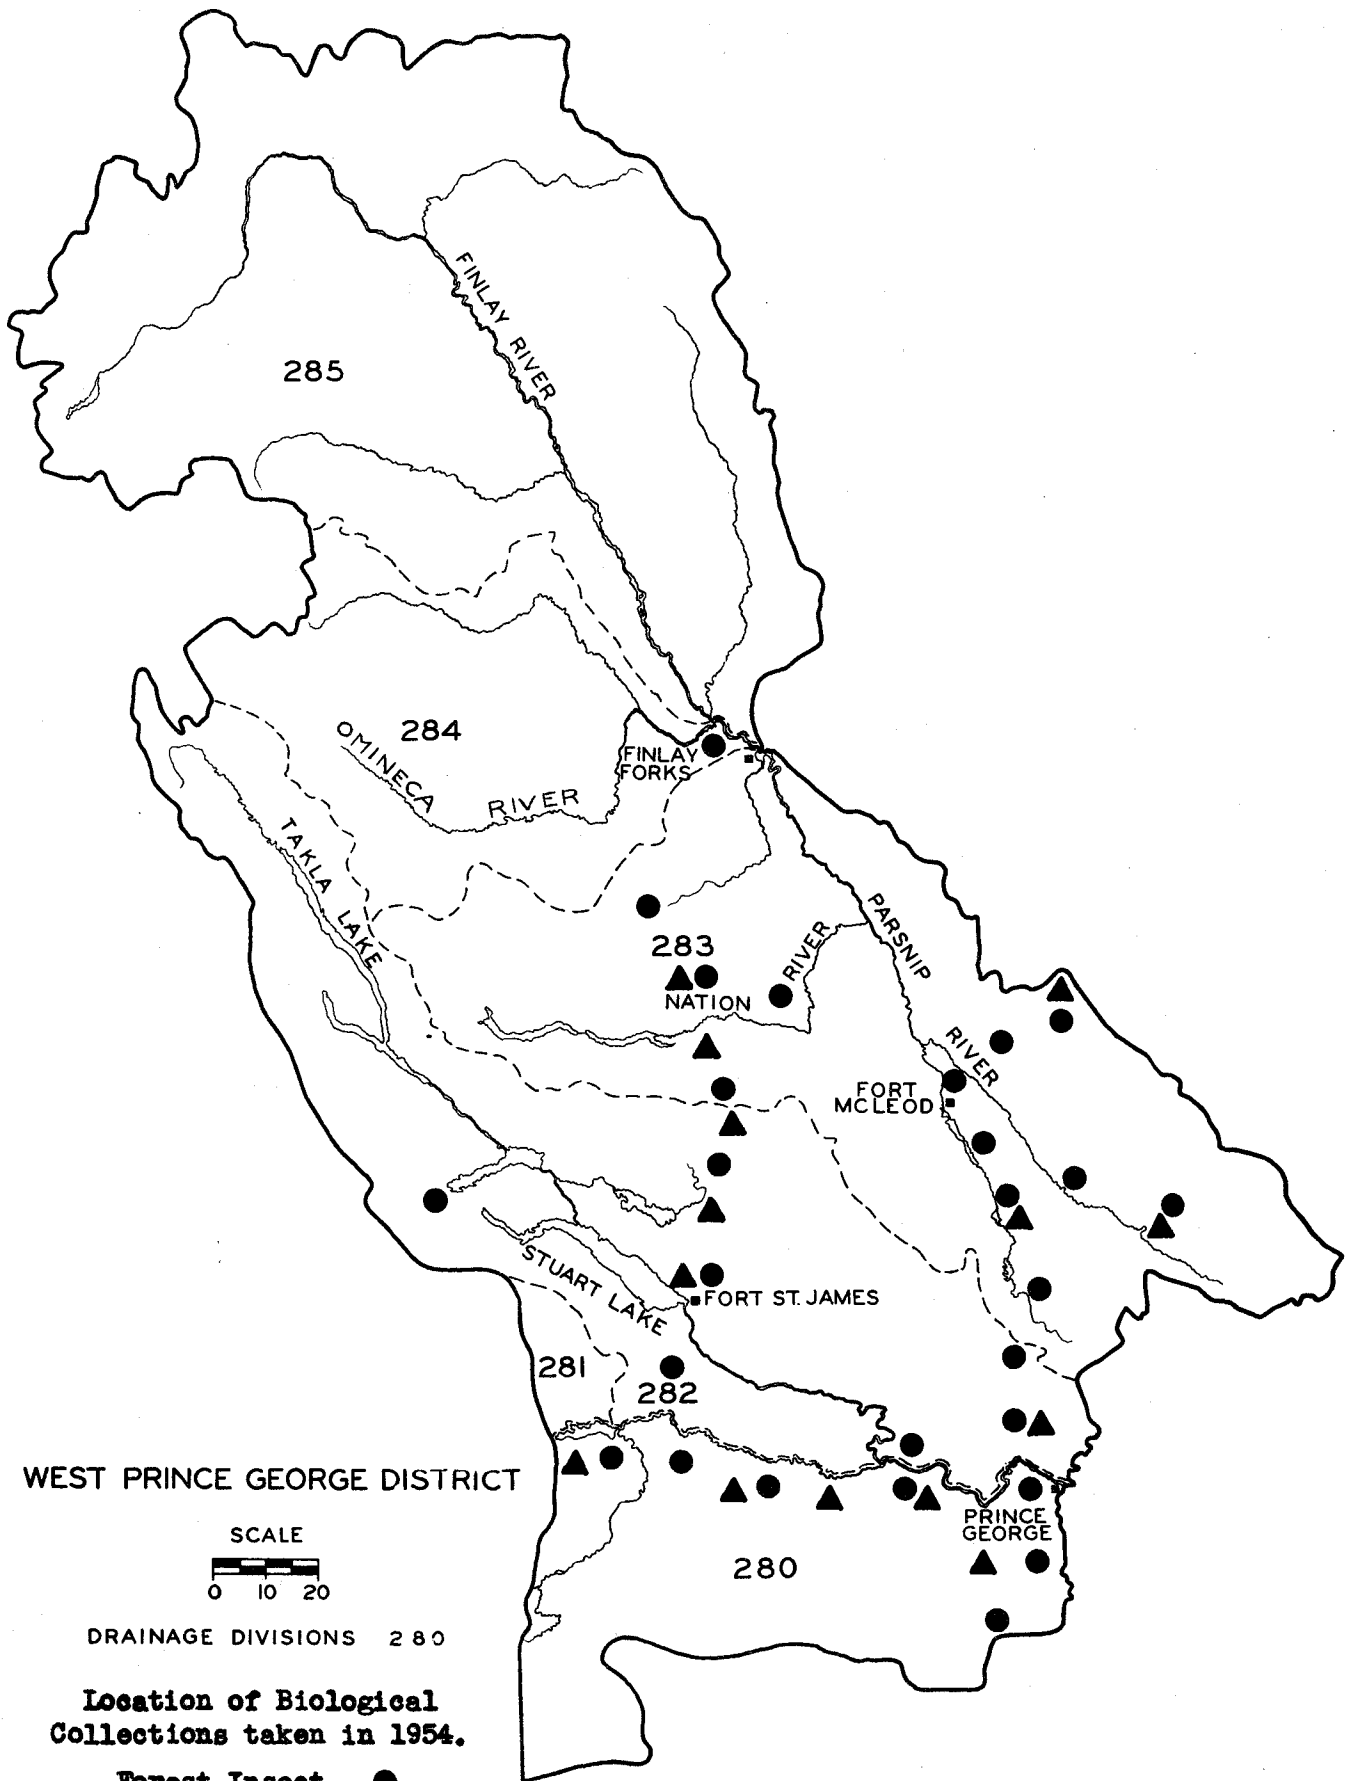 FINLAY RIVER
285
284
OMINECA RIVER
FINLAY
FORKS
TAKLA LAKE
PARSNIP RIVER
283
NATION RIVER
FORT
MCLEOD
STUART LAKE
FORT ST. JAMES
281
282
WEST PRINCE GEORGE DISTRICT
PRINCE
GEORGE
SCALE
0 10 20
280
DRAINAGE DIVISIONS 280
Location of Biological
Collections taken in 1954.
Forest Insect